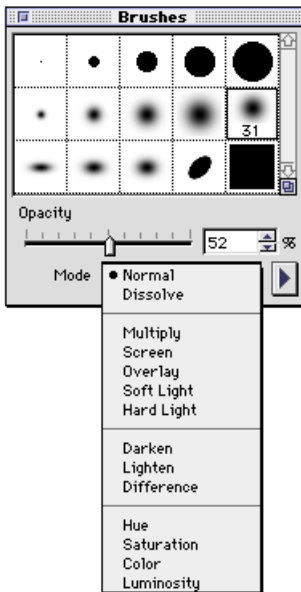 Brushes
31
Opacity
52 %
Mode
Normal
Dissolve
Multiply
Screen
Overlay
Soft Light
Hard Light
Darken
Lighten
Difference
Hue
Saturation
Color
Luminosity